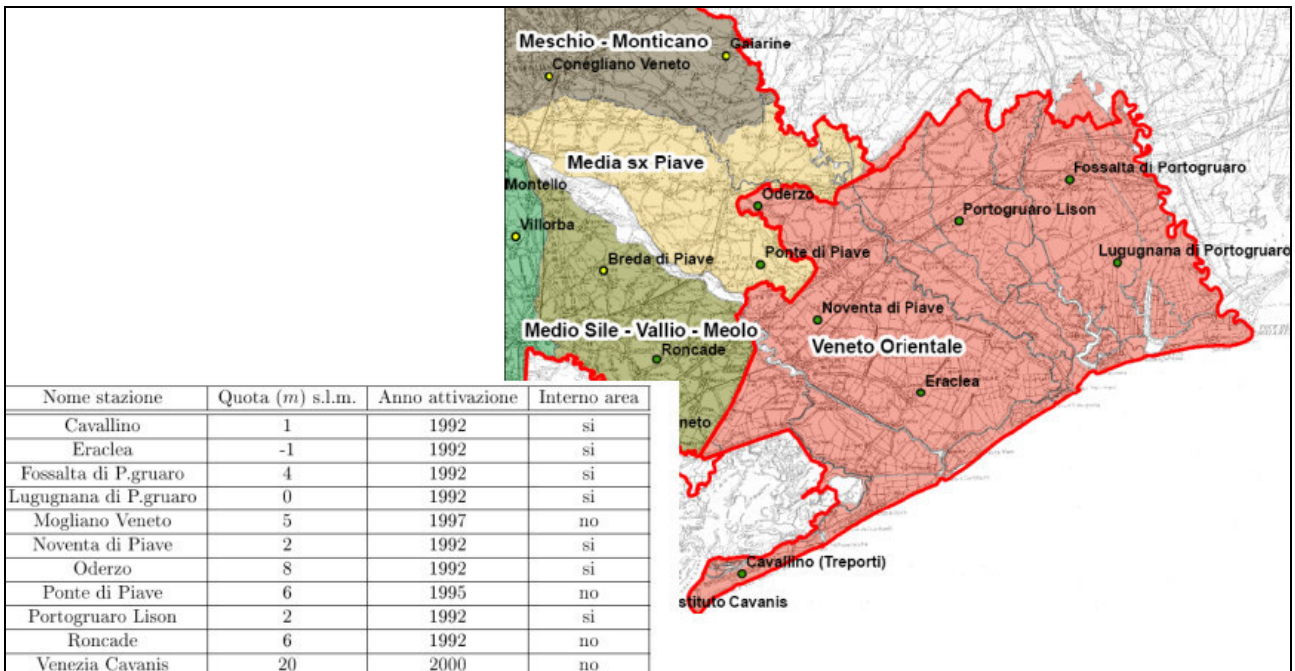 Meschio - Monticano
Gaiarine
Conegliano Veneto
Media sx Piave
Fossalta di Portogruaro
Montello
Oderzo
Portogruaro Lison
Villorba
Breda di Piave
Ponte di Piave
Lugugnana di Portogruaro
Noventa di Piave
Medio Sile - Vallio - Meolo
Veneto Orientale
Roncade
Eraclea
neto
Cavallino (Treporti)
stituto Cavanis
Nome stazione Quota (m) s.l.m. Anno attivazione Interno area
Cavallino 1 1992 si
Eraclea -1 1992 si
Fossalta di P.gruaro 4 1992 si
Lugugnana di P.gruaro 0 1992 si
Mogliano Veneto 5 1997 no
Noventa di Piave 2 1992 si
Oderzo 8 1992 si
Ponte di Piave 6 1995 no
Portogruaro Lison 2 1992 si
Roncade 6 1992 no
Venezia Cavanis 20 2000 no